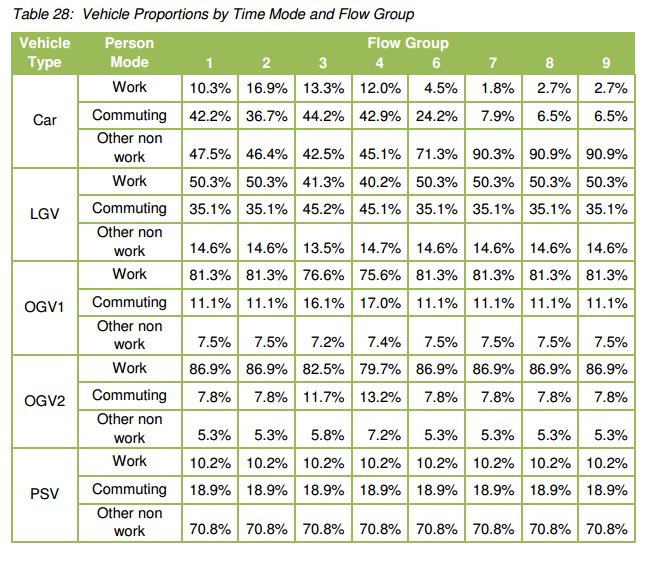 Table 28: Vehicle Proportions by Time Mode and Flow Group
Vehicle Type Person Mode Flow Group
1 2 3 4 6 7 8 9
Car
Work 10.3% 16.9% 13.3% 12.0% 4.5% 1.8% 2.7% 2.7%
Commuting 42.2% 36.7% 44.2% 42.9% 24.2% 7.9% 6.5% 6.5%
Other non work 47.5% 46.4% 42.5% 45.1% 71.3% 90.3% 90.9% 90.9%
LGV
Work 50.3% 50.3% 41.3% 40.2% 50.3% 50.3% 50.3% 50.3%
Commuting 35.1% 35.1% 45.2% 45.1% 35.1% 35.1% 35.1% 35.1%
Other non work 14.6% 14.6% 13.5% 14.7% 14.6% 14.6% 14.6% 14.6%
OGV1
Work 81.3% 81.3% 76.6% 75.6% 81.3% 81.3% 81.3% 81.3%
Commuting 11.1% 11.1% 16.1% 17.0% 11.1% 11.1% 11.1% 11.1%
Other non work 7.5% 7.5% 7.2% 7.4% 7.5% 7.5% 7.5% 7.5%
OGV2
Work 86.9% 86.9% 82.5% 79.7% 86.9% 86.9% 86.9% 86.9%
Commuting 7.8% 7.8% 11.7% 13.2% 7.8% 7.8% 7.8% 7.8%
Other non work 5.3% 5.3% 5.8% 7.2% 5.3% 5.3% 5.3% 5.3%
PSV
Work 10.2% 10.2% 10.2% 10.2% 10.2% 10.2% 10.2% 10.2%
Commuting 18.9% 18.9% 18.9% 18.9% 18.9% 18.9% 18.9% 18.9%
Other non work 70.8% 70.8% 70.8% 70.8% 70.8% 70.8% 70.8% 70.8%